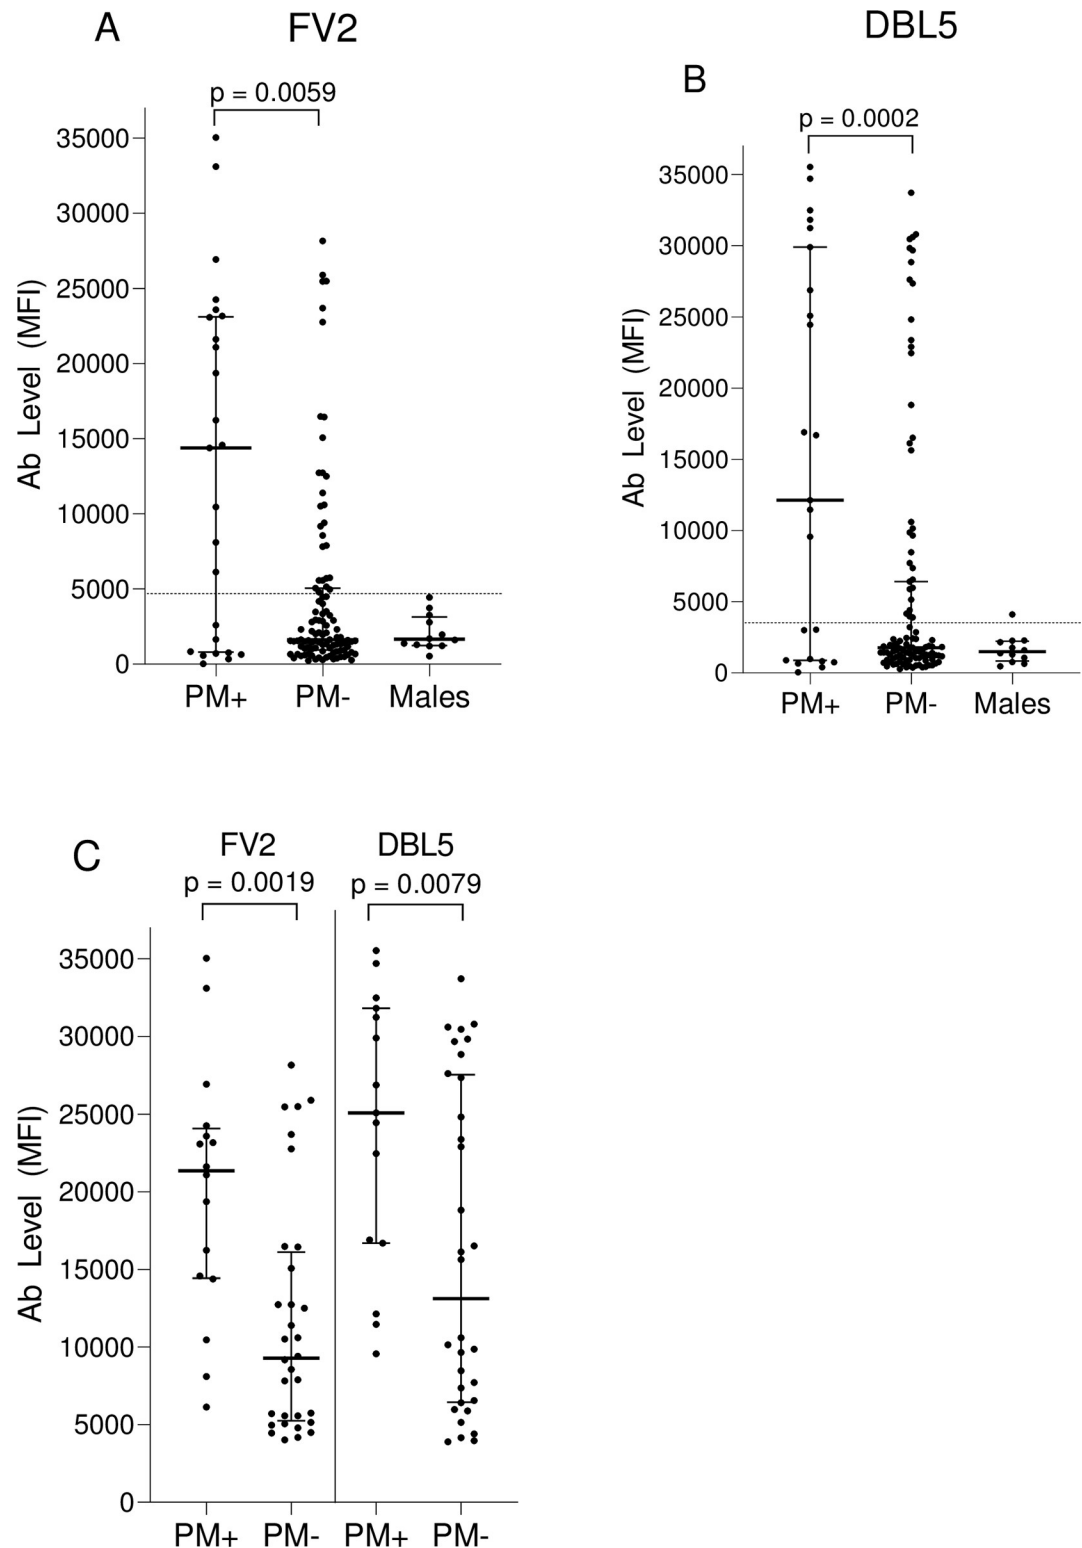 A
FV2
p = 0.0059
Ab Level (MFI)
35000
30000
25000
20000
15000
10000
5000
0
PM+ PM- Males
DBL5
B
p = 0.0002
Ab Level (MFI)
35000
30000
25000
20000
15000
10000
5000
0
PM+ PM- Males
C
FV2 DBL5
p = 0.0019 p = 0.0079
Ab Level (MFI)
35000
30000
25000
20000
15000
10000
5000
0
PM+ PM- PM+ PM-